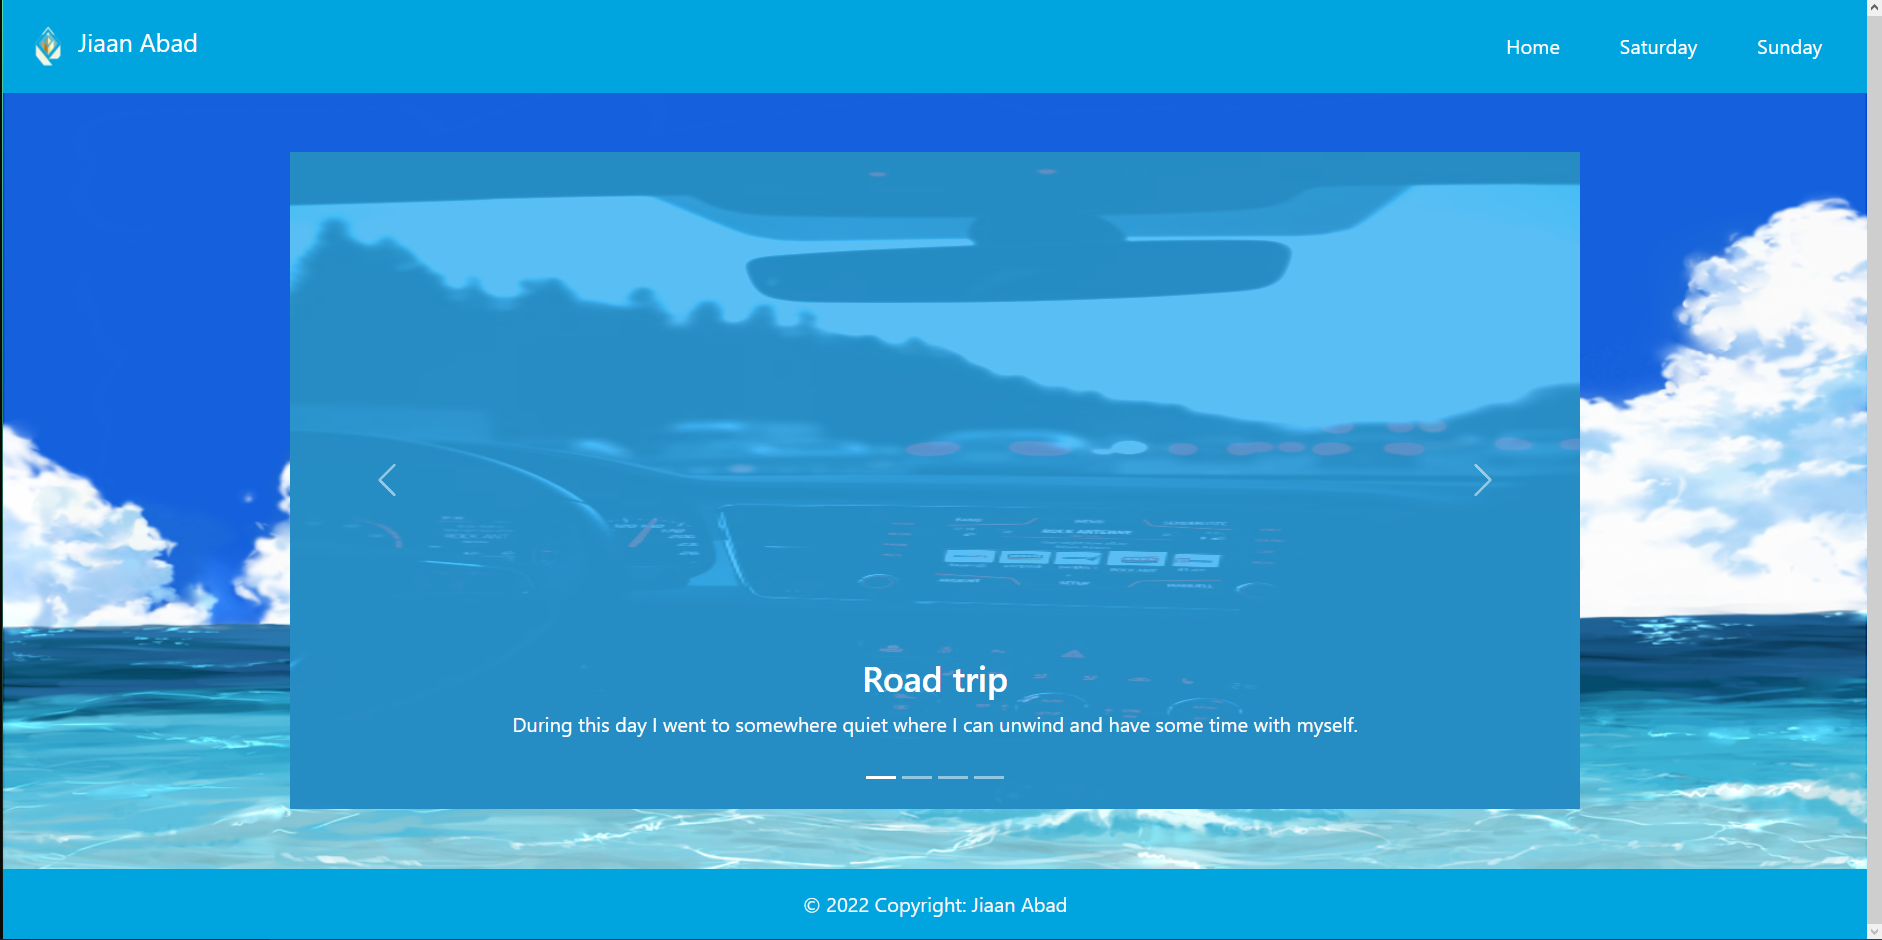 Jiaan Abad
Home Saturday Sunday
Road trip
During this day I went to somewhere quiet where I can unwind and have some time with myself.
© 2022 Copyright: Jiaan Abad